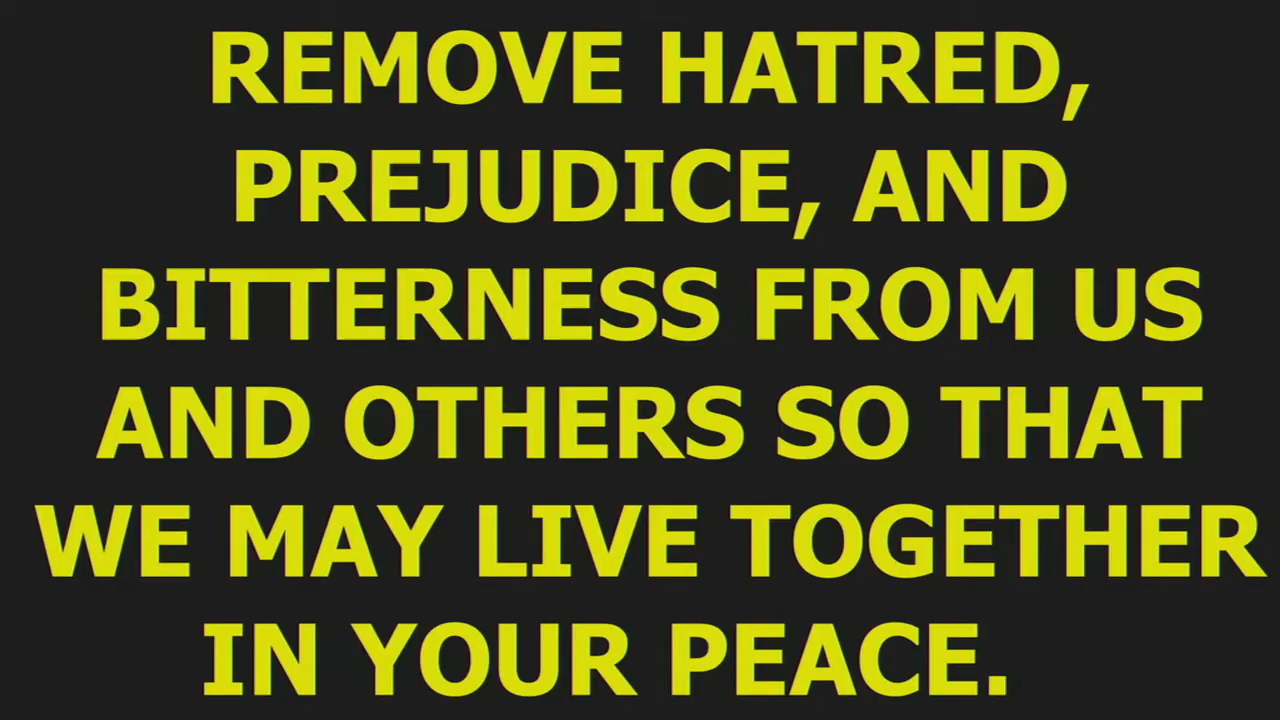 REMOVE HATRED,
PREJUDICE, AND
BITTERNESS FROM US
AND OTHERS SO THAT
WE MAY LIVE TOGETHER
IN YOUR PEACE.